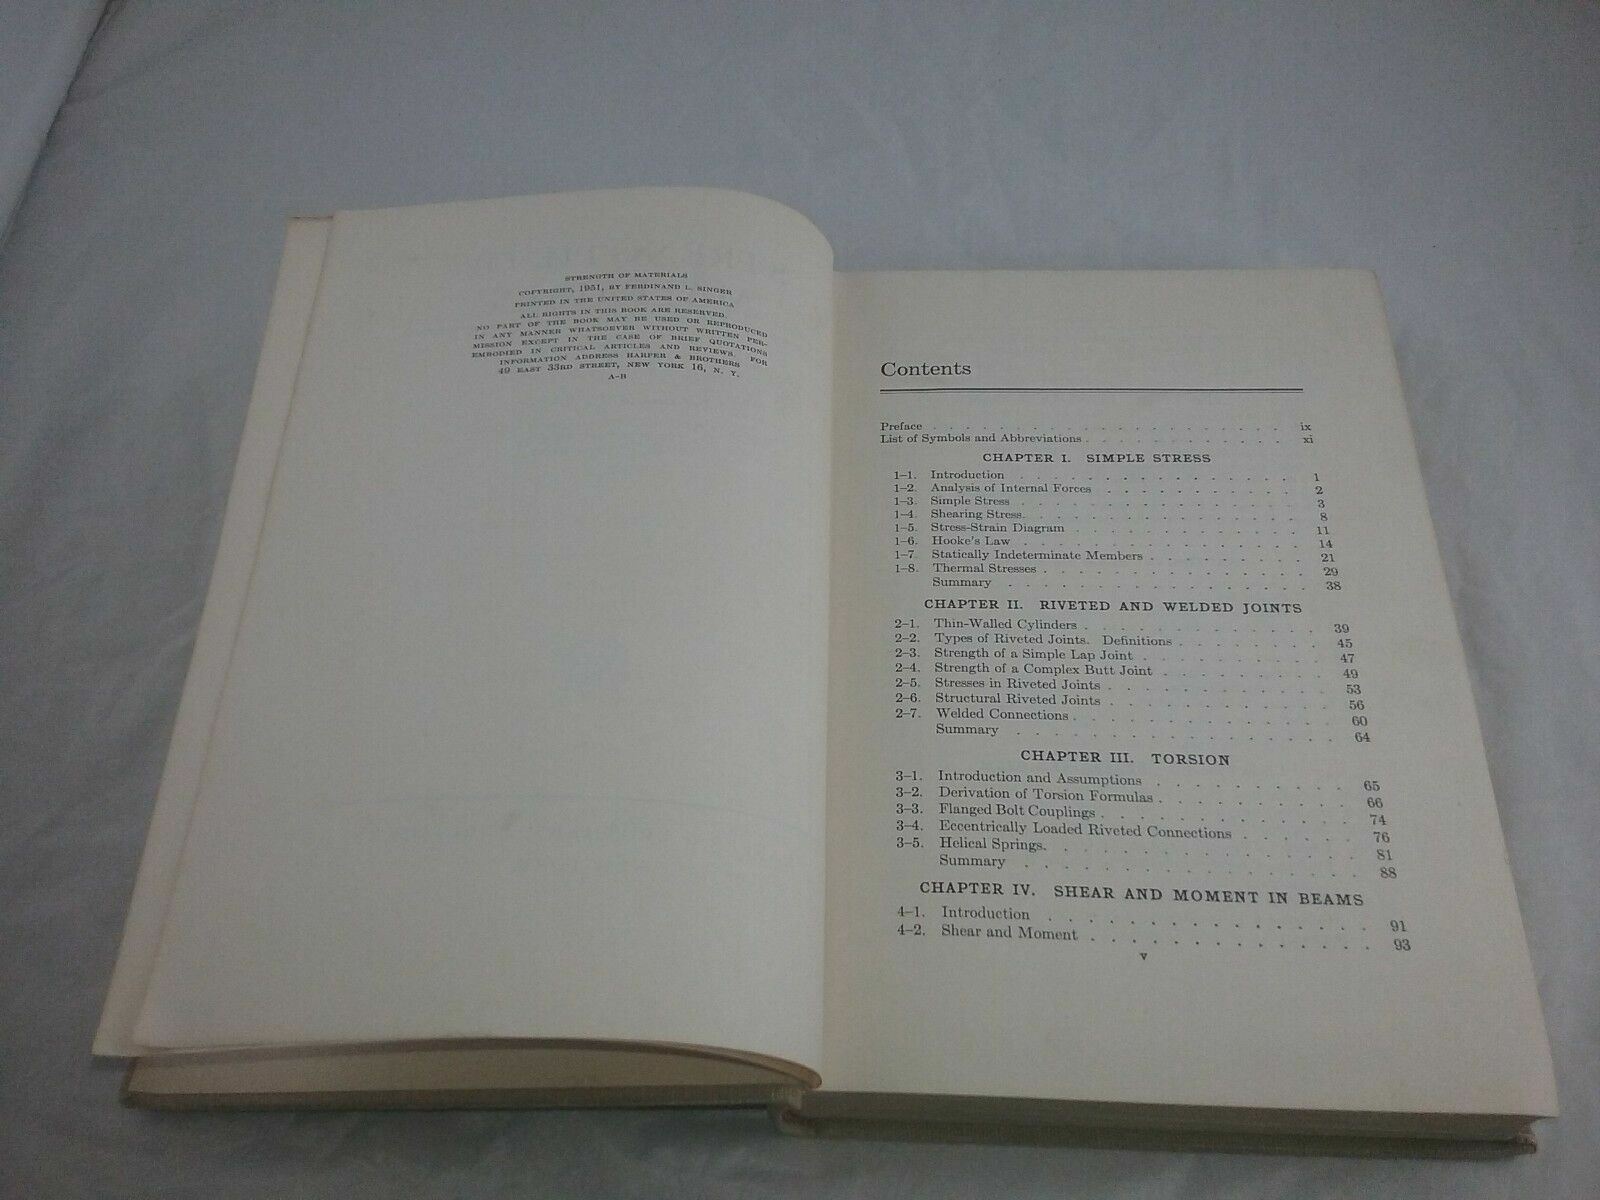 STRENGTH OF MATERIALS
COPYRIGHT, 1951, BY FERDINAND L. SINGER
PRINTED IN THE UNITED STATES OF AMERICA
ALL RIGHTS IN THIS BOOK ARE RESERVED.
NO PART OF THE BOOK MAY BE USED OR REPRODUCED
IN ANY MANNER WHATSOEVER WITHOUT WRITTEN PER-
MISSION EXCEPT IN THE CASE OF BRIEF QUOTATIONS
EMBODIED IN CRITICAL ARTICLES AND REVIEWS. FOR
INFORMATION ADDRESS HARPER & BROTHERS
49 EAST 33RD STREET, NEW YORK 16, N. Y.
A-B
Contents
Preface . . . . . . . . . . . . . . . . . . . . . ix
List of Symbols and Abbreviations . . . . . . . . . . . xi
CHAPTER I. SIMPLE STRESS
1–1. Introduction . . . . . . . . . . . . . . . 1
1–2. Analysis of Internal Forces . . . . . . . . . . . 2
1–3. Simple Stress . . . . . . . . . . . . . . . 3
1–4. Shearing Stress. . . . . . . . . . . . . . . 8
1–5. Stress-Strain Diagram . . . . . . . . . . . . 11
1–6. Hooke's Law . . . . . . . . . . . . . . . 14
1–7. Statically Indeterminate Members . . . . . . . . . 21
1–8. Thermal Stresses . . . . . . . . . . . . . . 29
Summary . . . . . . . . . . . . . . . . 38
CHAPTER II. RIVETED AND WELDED JOINTS
2–1. Thin-Walled Cylinders . . . . . . . . . . . . . 39
2–2. Types of Riveted Joints. Definitions . . . . . . . . 45
2–3. Strength of a Simple Lap Joint . . . . . . . . . . 47
2–4. Strength of a Complex Butt Joint . . . . . . . . . 49
2–5. Stresses in Riveted Joints . . . . . . . . . . . . 53
2–6. Structural Riveted Joints . . . . . . . . . . . . 56
2–7. Welded Connections . . . . . . . . . . . . . . 60
Summary . . . . . . . . . . . . . . . . . 64
CHAPTER III. TORSION
3–1. Introduction and Assumptions . . . . . . . . . . 65
3–2. Derivation of Torsion Formulas . . . . . . . . . . 66
3–3. Flanged Bolt Couplings . . . . . . . . . . . . . 74
3–4. Eccentrically Loaded Riveted Connections . . . . . . . 76
3–5. Helical Springs. . . . . . . . . . . . . . . . 81
Summary . . . . . . . . . . . . . . . . . 88
CHAPTER IV. SHEAR AND MOMENT IN BEAMS
4–1. Introduction . . . . . . . . . . . . . . . . 91
4–2. Shear and Moment . . . . . . . . . . . . . . 93
v